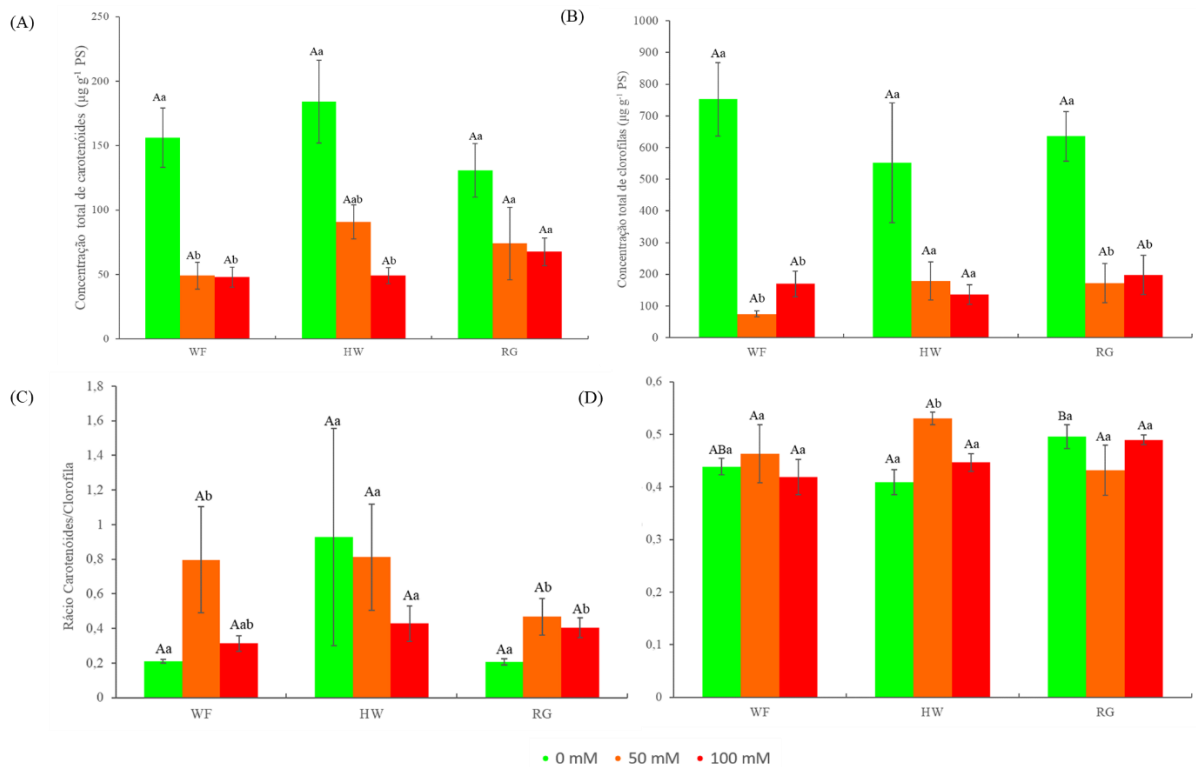 (A)
Concentração total de carotenóides (µg g⁻¹ PS)
250
200
150
100
50
0
Aa
Ab
Ab
Aa
Aab
Ab
Aa
Aa
Aa
WF
HW
RG
(B)
Concentração total de clorofilas (µg g⁻¹ PS)
1000
900
800
700
600
500
400
300
200
100
0
Aa
Ab
Ab
Aa
Aa
Aa
Aa
Ab
Ab
WF
HW
RG
(C)
Rácio Carotenóides/Clorofila
1,8
1,6
1,4
1,2
1
0,8
0,6
0,4
0,2
0
Aa
Ab
Aab
Aa
Aa
Aa
Aa
Ab
Ab
WF
HW
RG
(D)
0,6
0,5
0,4
0,3
0,2
0,1
0
ABa
Aa
Aa
Aa
Ab
Aa
Ba
Aa
Aa
WF
HW
RG
0 mM 50 mM 100 mM